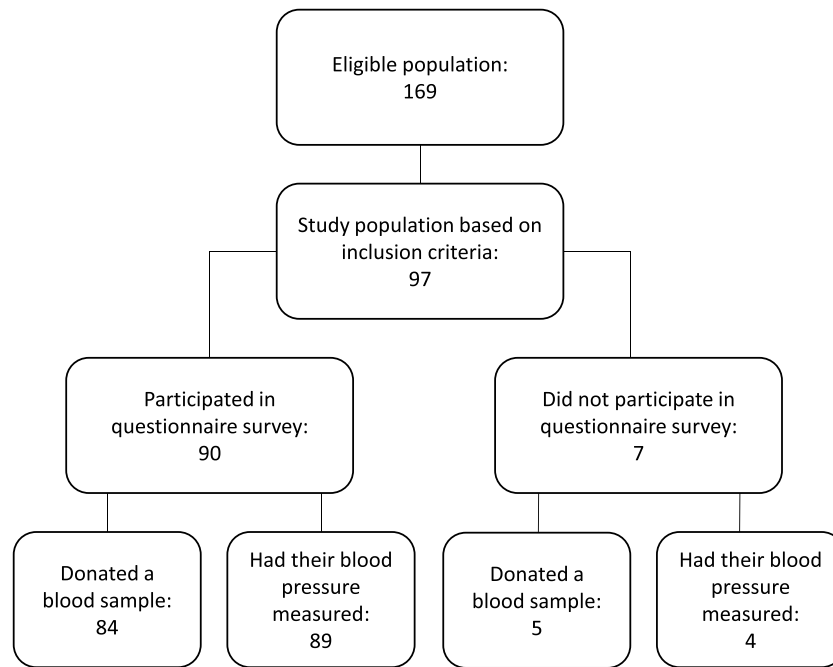 Eligible population:
169
Study population based on
inclusion criteria:
97
Participated in
questionnaire survey:
90
Did not participate in
questionnaire survey:
7
Donated a
blood sample:
84
Had their blood
pressure
measured:
89
Donated a
blood sample:
5
Had their blood
pressure
measured:
4